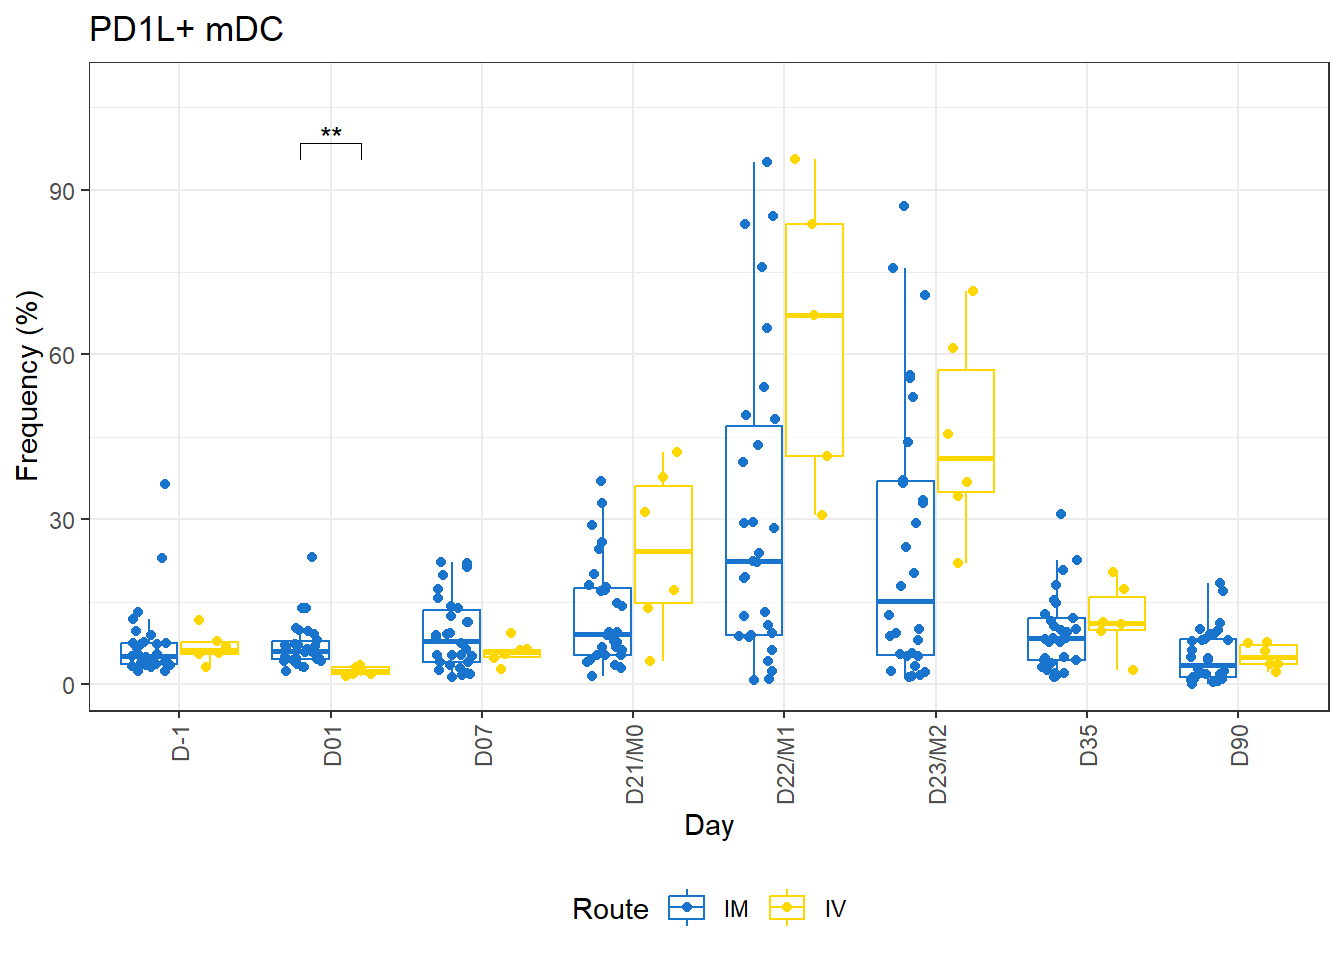 PD1L+ mDC
**
Frequency (%)
90
60
30
0
D-1
D01
D07
D21/M0
D22/M1
D23/M2
D35
D90
Day
Route IM IV